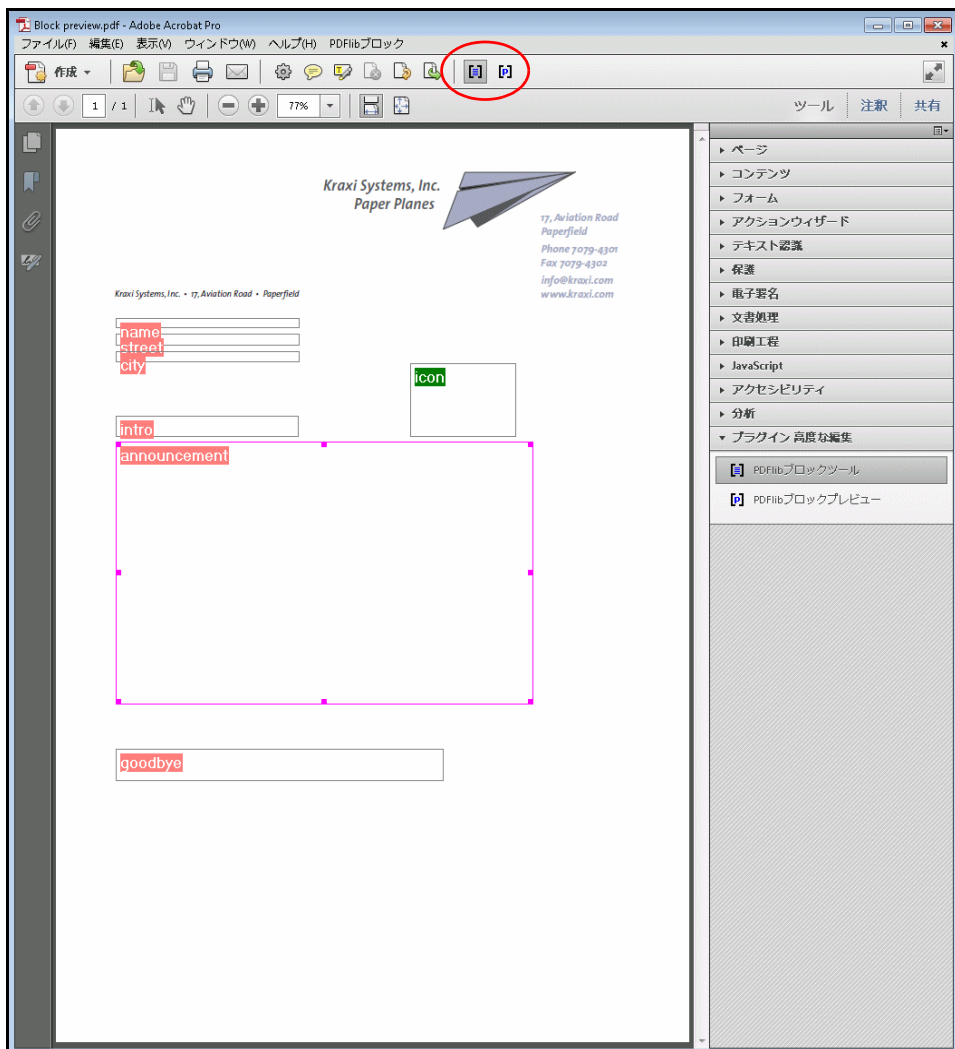 Block preview.pdf - Adobe Acrobat Pro
ファイル(F) 編集(E) 表示(V) ウィンドウ(W) ヘルプ(H) PDFlibブロック
作成
1 / 1 77% ツール 注釈 共有
Kraxi Systems, Inc.
Paper Planes
17, Aviation Road
Paperfield
Phone 7079-4301
Fax 7079-4302
info@kraxi.com
www.kraxi.com
Kraxi Systems, Inc. • 17, Aviation Road • Paperfield
name
street
city
icon
intro
announcement
goodbye
ページ
コンテンツ
フォーム
アクションウィザード
テキスト認識
保護
電子署名
文書処理
印刷工程
JavaScript
アクセシビリティ
分析
プラグイン 高度な編集
PDFlibブロックツール
PDFlibブロックプレビュー